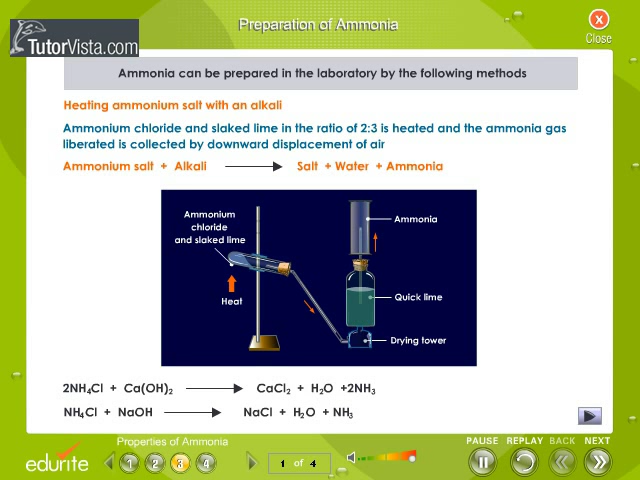 Preparation of Ammonia
Close
TutorVista.com
Ammonia can be prepared in the laboratory by the following methods
Heating ammonium salt with an alkali
Ammonium chloride and slaked lime in the ratio of 2:3 is heated and the ammonia gas
liberated is collected by downward displacement of air
Ammonium salt + Alkali ⟶ Salt + Water + Ammonia
Ammonium
chloride
and slaked lime
Ammonia
Heat
Quick lime
Drying tower
2NH₄Cl + Ca(OH)₂ ⟶ CaCl₂ + H₂O +2NH₃
NH₄Cl + NaOH ⟶ NaCl + H₂O + NH₃
Properties of Ammonia
PAUSE REPLAY BACK NEXT
edurite
1 2 3 4
1 of 4